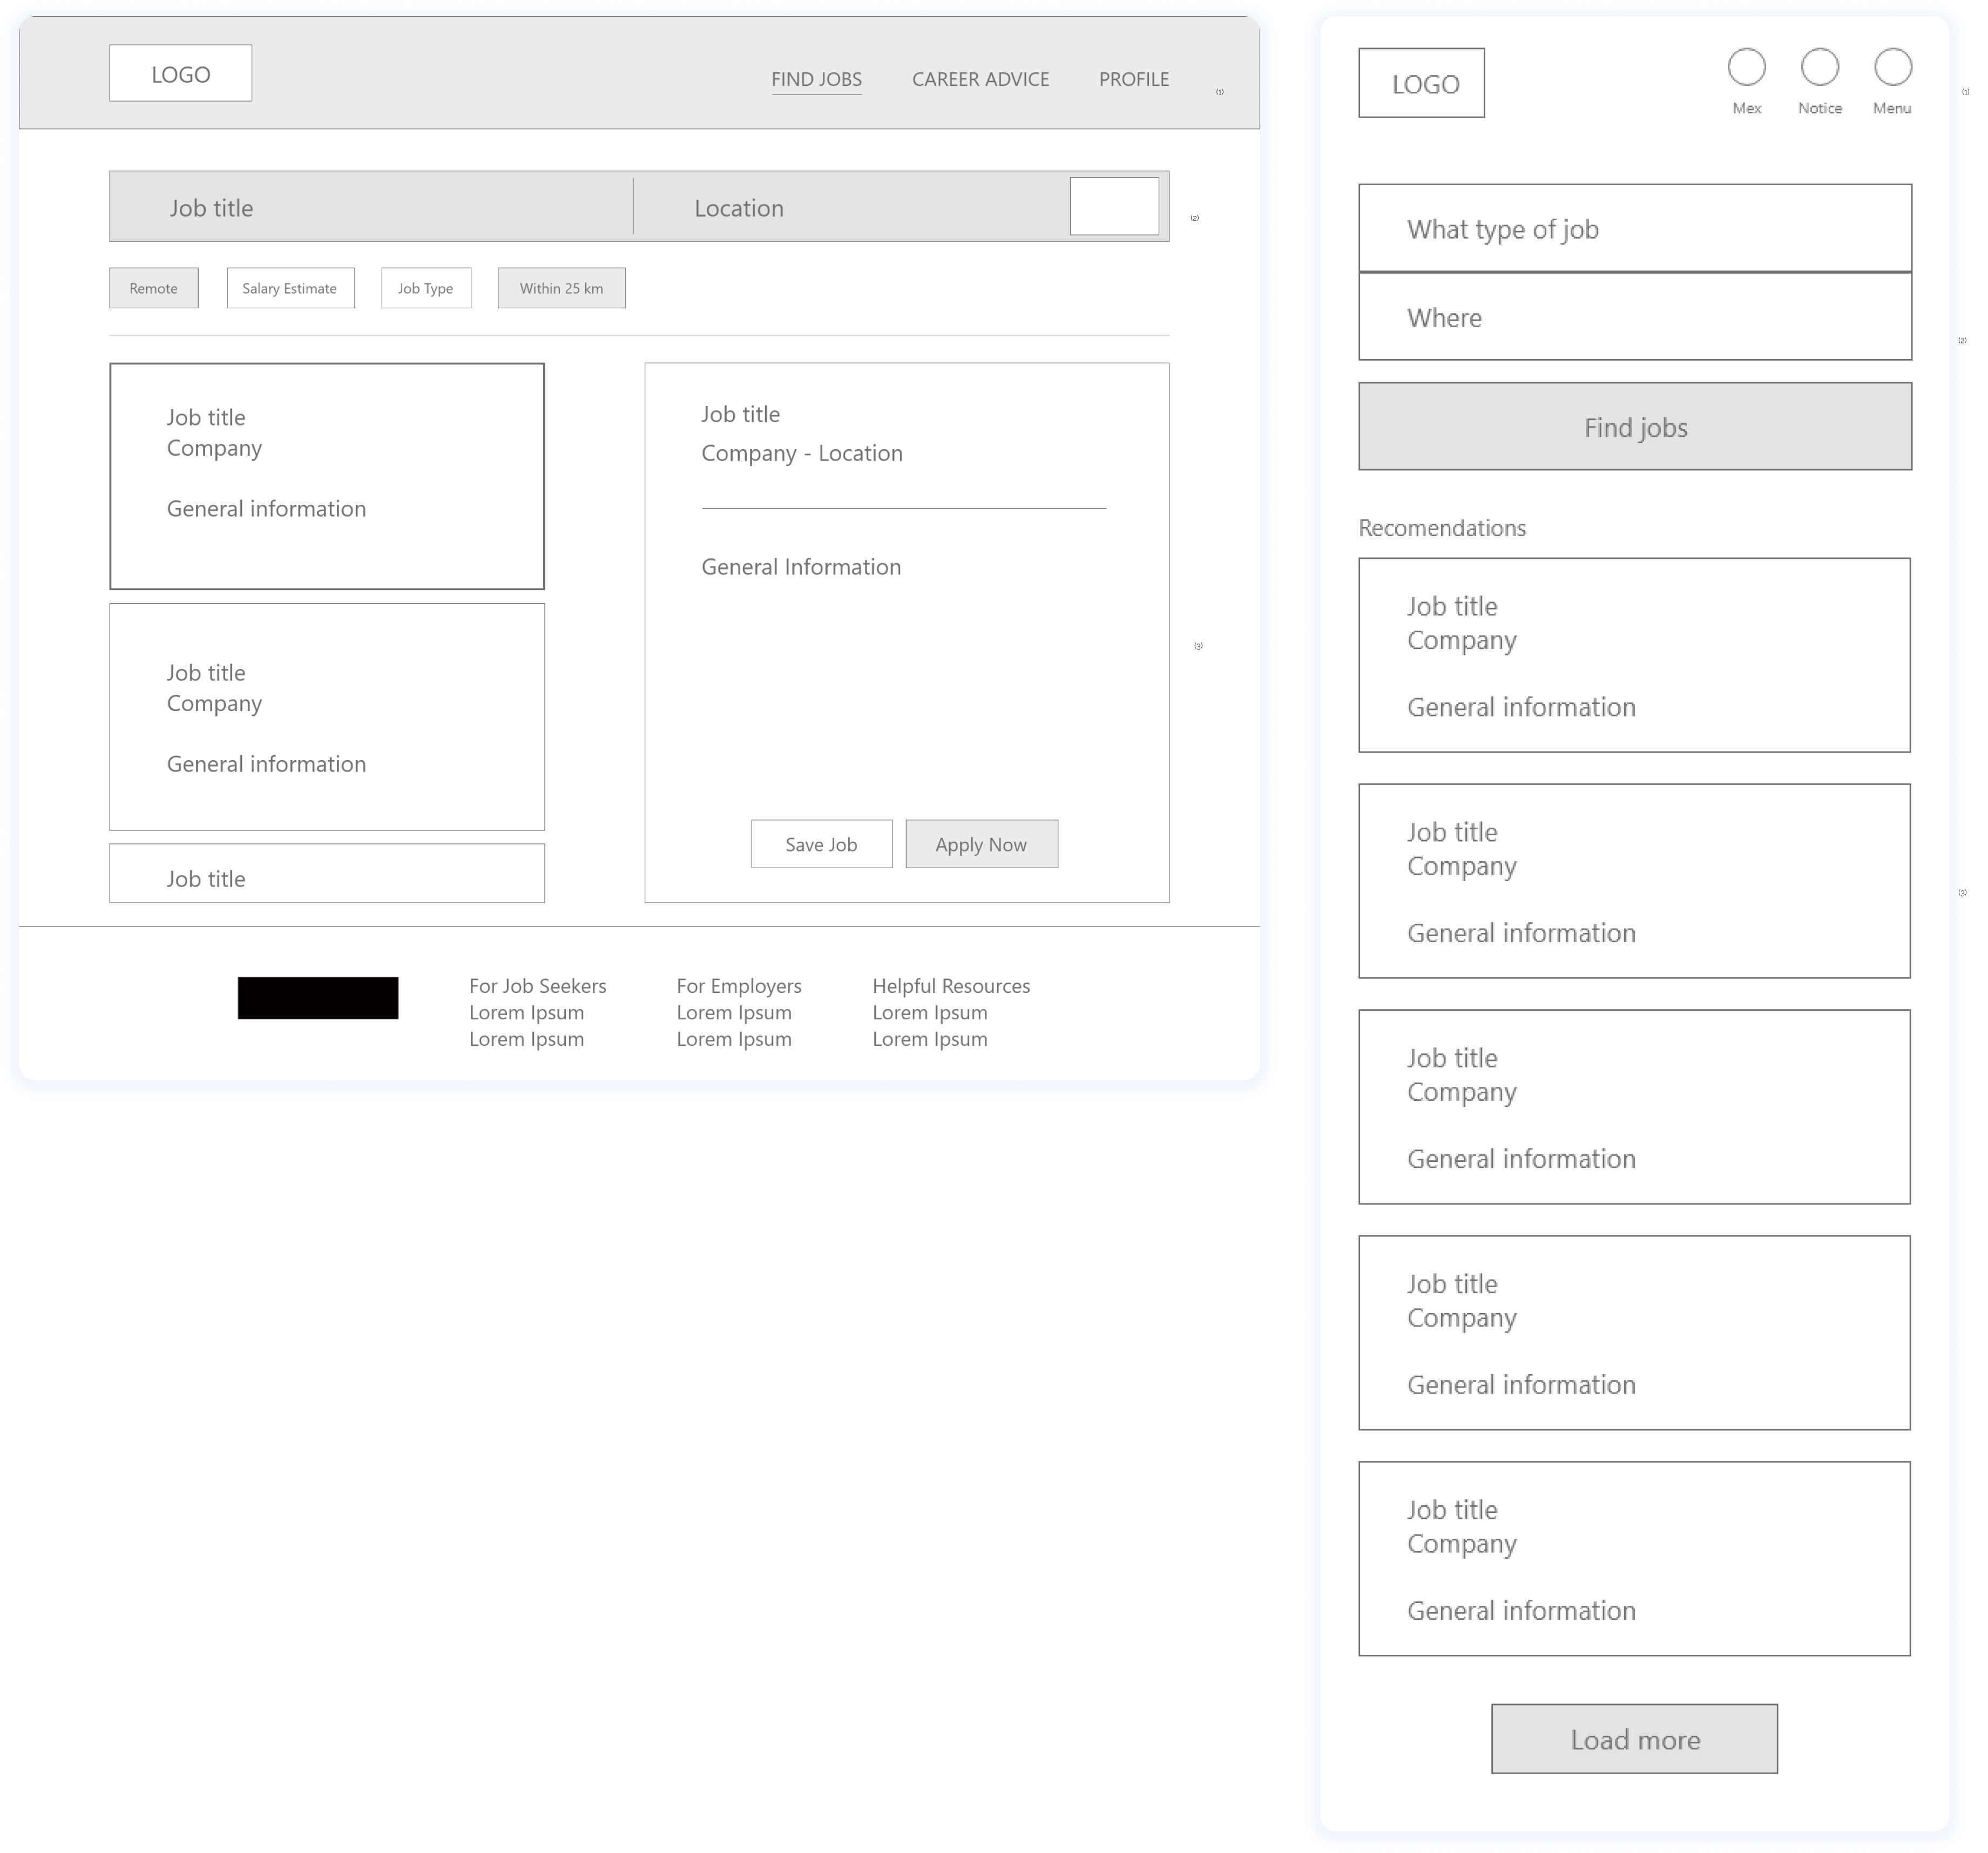 LOGO
FIND JOBS
CAREER ADVICE
PROFILE
(1)
Job title
Location
(2)
Remote
Salary Estimate
Job Type
Within 25 km
Job title
Company
General information
Job title
Company
General information
Job title
Job title
Company - Location
General Information
(3)
Save Job
Apply Now
For Job Seekers
Lorem Ipsum
Lorem Ipsum
For Employers
Lorem Ipsum
Lorem Ipsum
Helpful Resources
Lorem Ipsum
Lorem Ipsum
LOGO
Mex
Notice
Menu
(1)
What type of job
Where
(2)
Find jobs
Recomendations
Job title
Company
General information
Job title
Company
General information
(3)
Job title
Company
General information
Job title
Company
General information
Job title
Company
General information
Load more